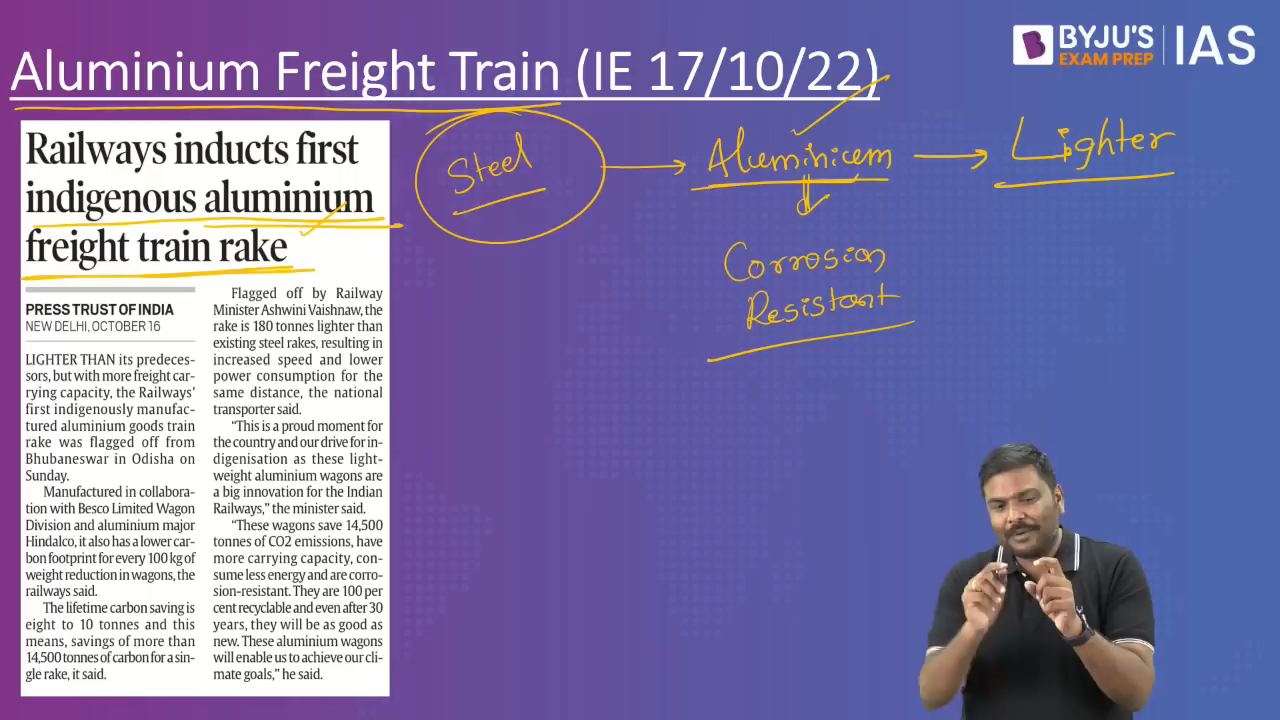 Aluminium Freight Train (IE 17/10/22)
BYJU'S
EXAM PREP
IAS
Railways inducts first
indigenous aluminium
freight train rake
PRESS TRUST OF INDIA
NEW DELHI, OCTOBER 16
LIGHTER THAN its predeces-
sors, but with more freight car-
rying capacity, the Railways'
first indigenously manufac-
tured aluminium goods train
rake was flagged off from
Bhubaneswar in Odisha on
Sunday.
Manufactured in collabora-
tion with Besco Limited Wagon
Division and aluminium major
Hindalco, it also has a lower car-
bon footprint for every 100 kg of
weight reduction in wagons, the
railways said.
The lifetime carbon saving is
eight to 10 tonnes and this
means, savings of more than
14,500 tonnes of carbon for a sin-
gle rake, it said.
Flagged off by Railway
Minister Ashwini Vaishnaw, the
rake is 180 tonnes lighter than
existing steel rakes, resulting in
increased speed and lower
power consumption for the
same distance, the national
transporter said.
"This is a proud moment for
the country and our drive for in-
digenisation as these light-
weight aluminium wagons are
a big innovation for the Indian
Railways," the minister said.
"These wagons save 14,500
tonnes of CO2 emissions, have
more carrying capacity, con-
sume less energy and are corro-
sion-resistant. They are 100 per
cent recyclable and even after 30
years, they will be as good as
new. These aluminium wagons
will enable us to achieve our cli-
mate goals," he said.
Steel
Aluminium
Lighter
Corrosion
Resistant